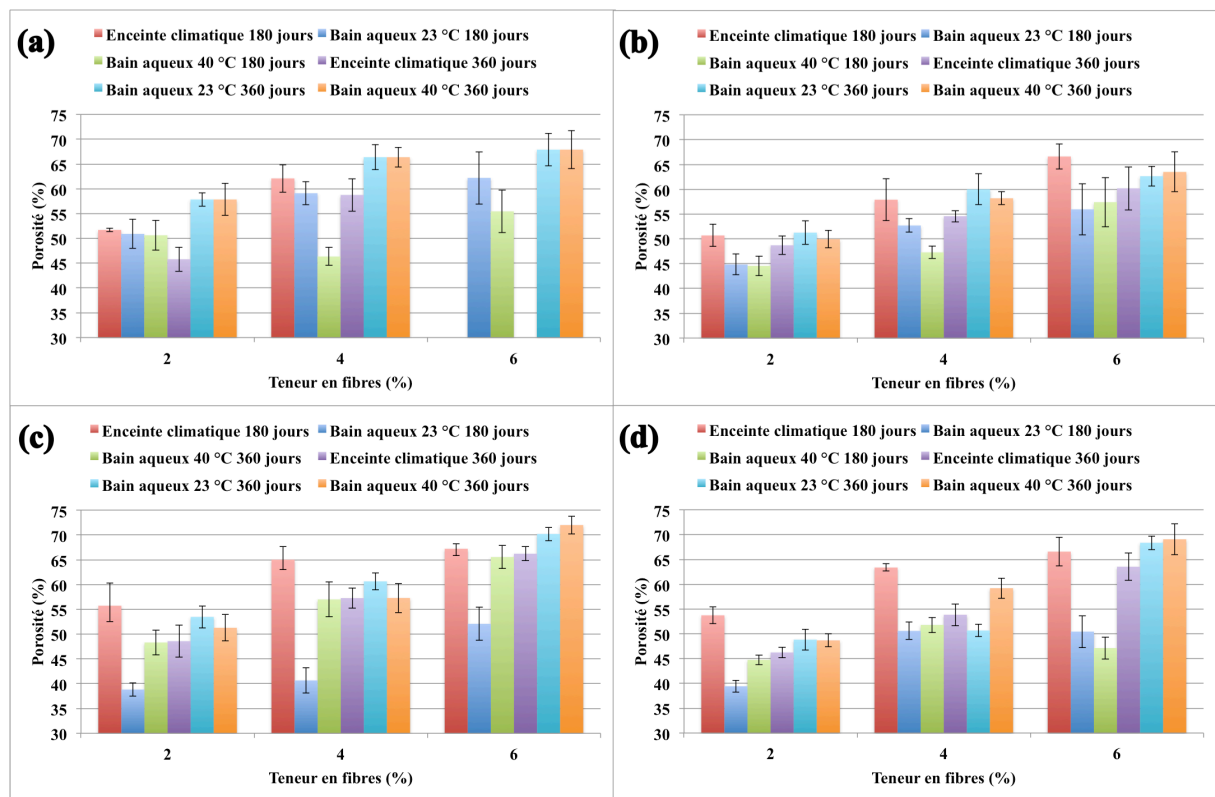 (a)
Enceinte climatique 180 jours Bain aqueux 23 °C 180 jours
Bain aqueux 40 °C 180 jours Enceinte climatique 360 jours
Bain aqueux 23 °C 360 jours Bain aqueux 40 °C 360 jours
Porosité (%)
75
70
65
60
55
50
45
40
35
30
2 4 6
Teneur en fibres (%)
(b)
Enceinte climatique 180 jours Bain aqueux 23 °C 180 jours
Bain aqueux 40 °C 180 jours Enceinte climatique 360 jours
Bain aqueux 23 °C 360 jours Bain aqueux 40 °C 360 jours
Porosité (%)
75
70
65
60
55
50
45
40
35
30
2 4 6
Teneur en fibres (%)
(c)
Enceinte climatique 180 jours Bain aqueux 23 °C 180 jours
Bain aqueux 40 °C 360 jours Enceinte climatique 360 jours
Bain aqueux 23 °C 360 jours Bain aqueux 40 °C 360 jours
Porosité (%)
75
70
65
60
55
50
45
40
35
30
2 4 6
Teneur en fibres (%)
(d)
Enceinte climatique 180 jours Bain aqueux 23 °C 180 jours
Bain aqueux 40 °C 180 jours Enceinte climatique 360 jours
Bain aqueux 23 °C 360 jours Bain aqueux 40 °C 360 jours
Porosité (%)
75
70
65
60
55
50
45
40
35
30
2 4 6
Teneur en fibres (%)